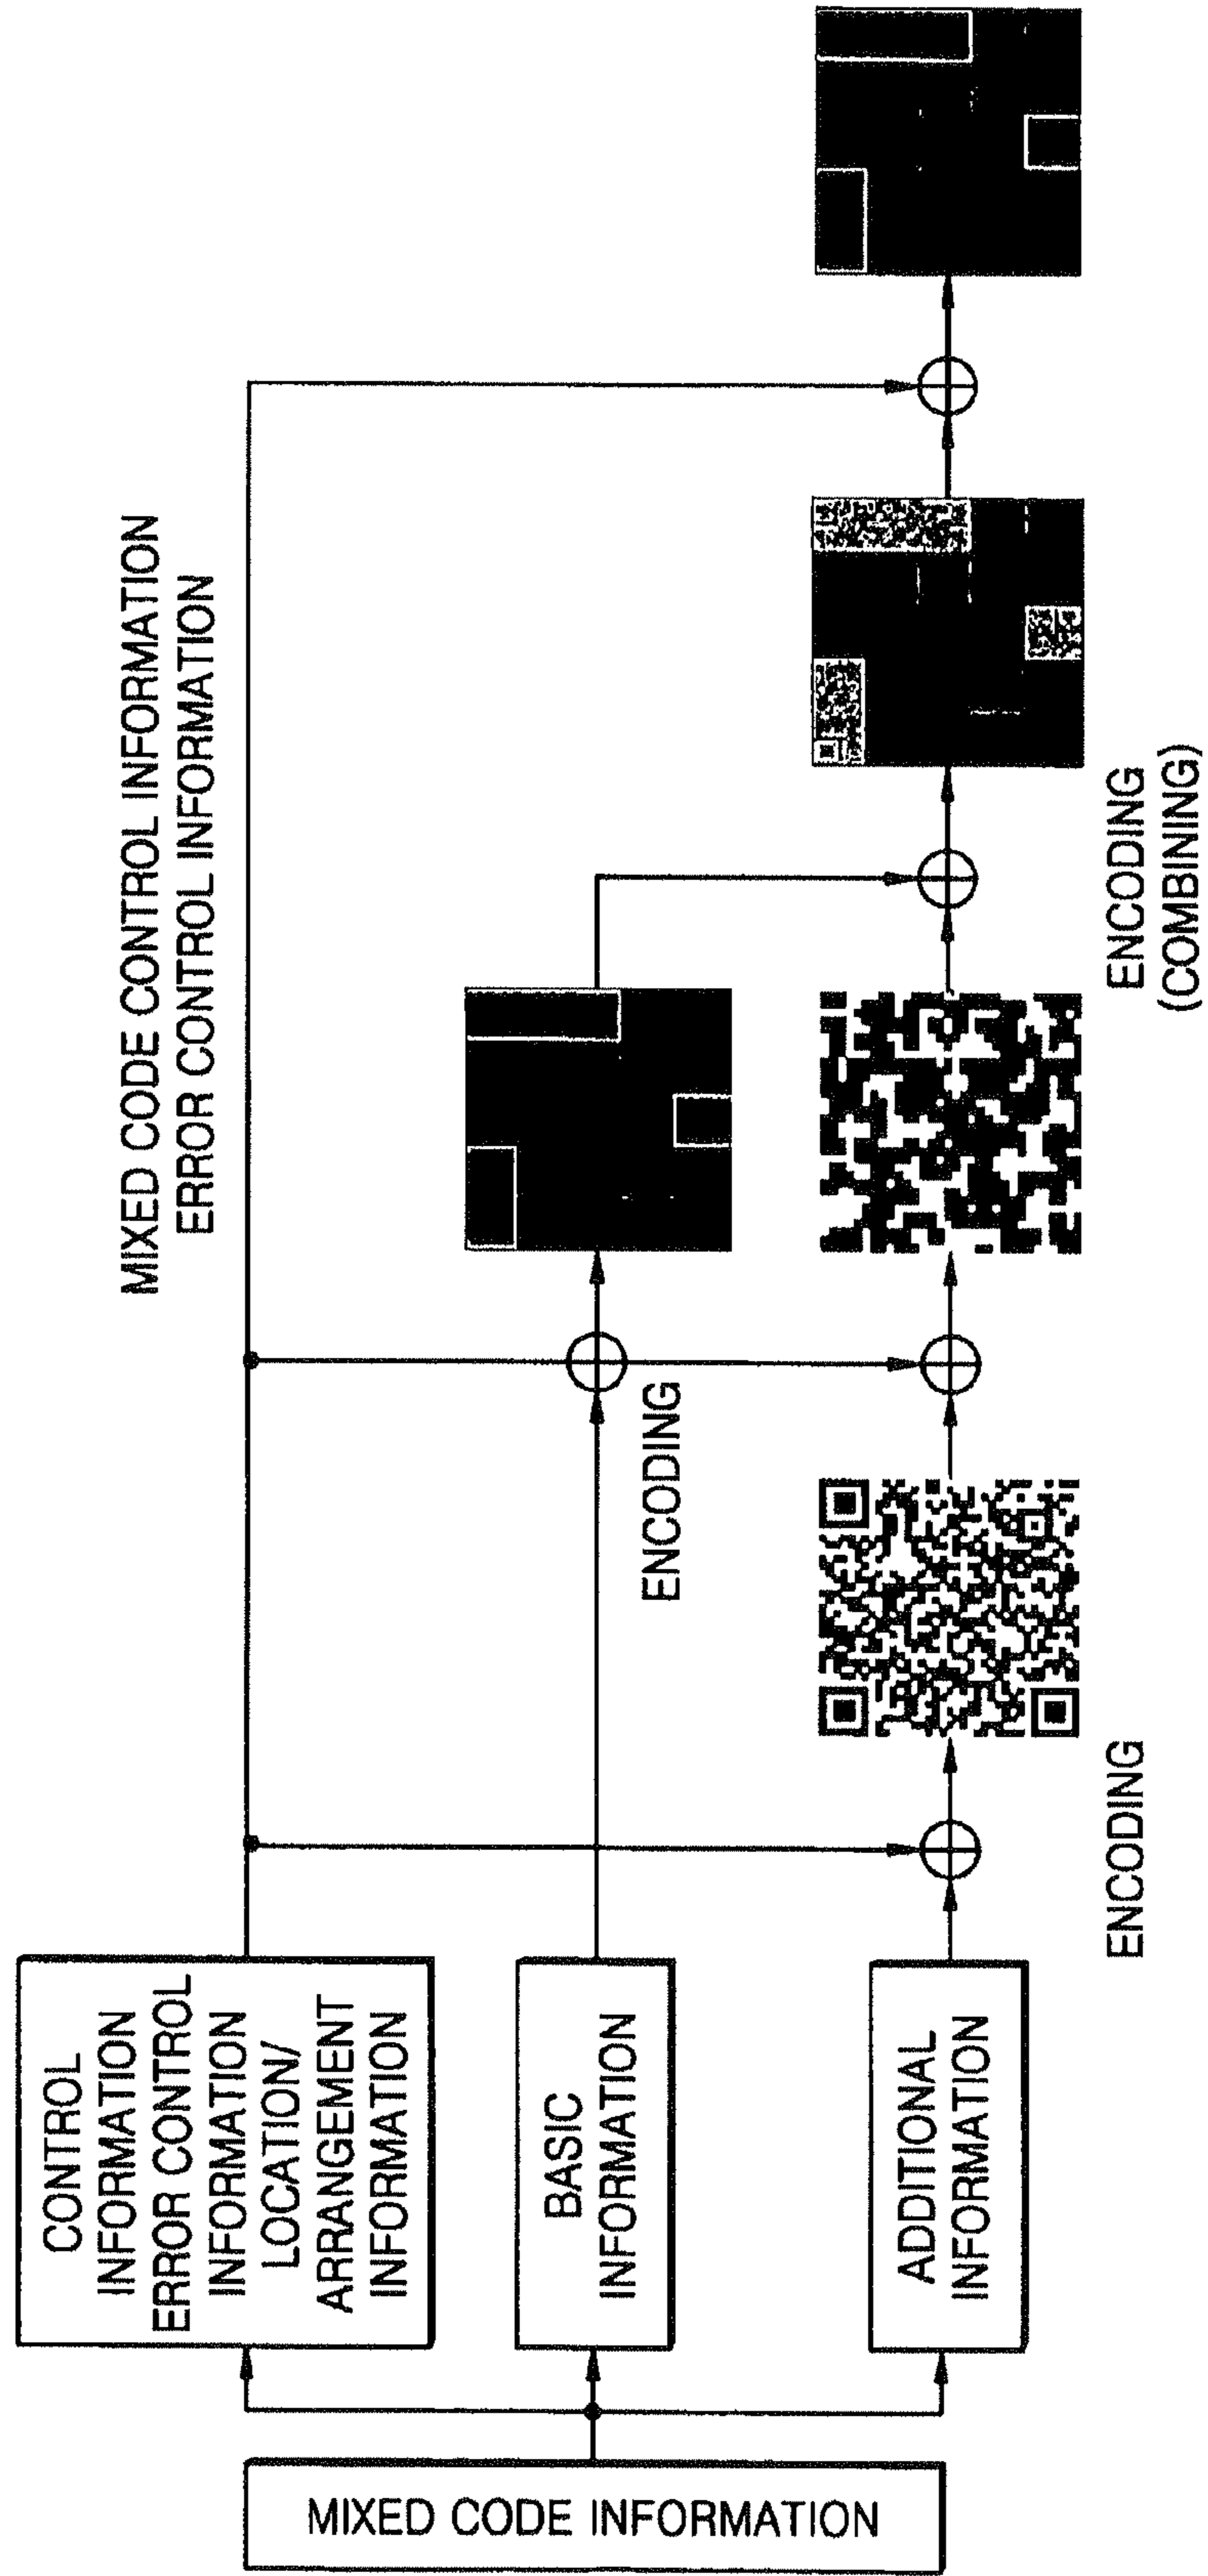 MIXED CODE INFORMATION
CONTROL
INFORMATION
ERROR CONTROL
INFORMATION
LOCATION/
ARRANGEMENT
INFORMATION
BASIC
INFORMATION
ADDITIONAL
INFORMATION
MIXED CODE CONTROL INFORMATION
ERROR CONTROL INFORMATION
ENCODING
ENCODING
ENCODING
(COMBINING)